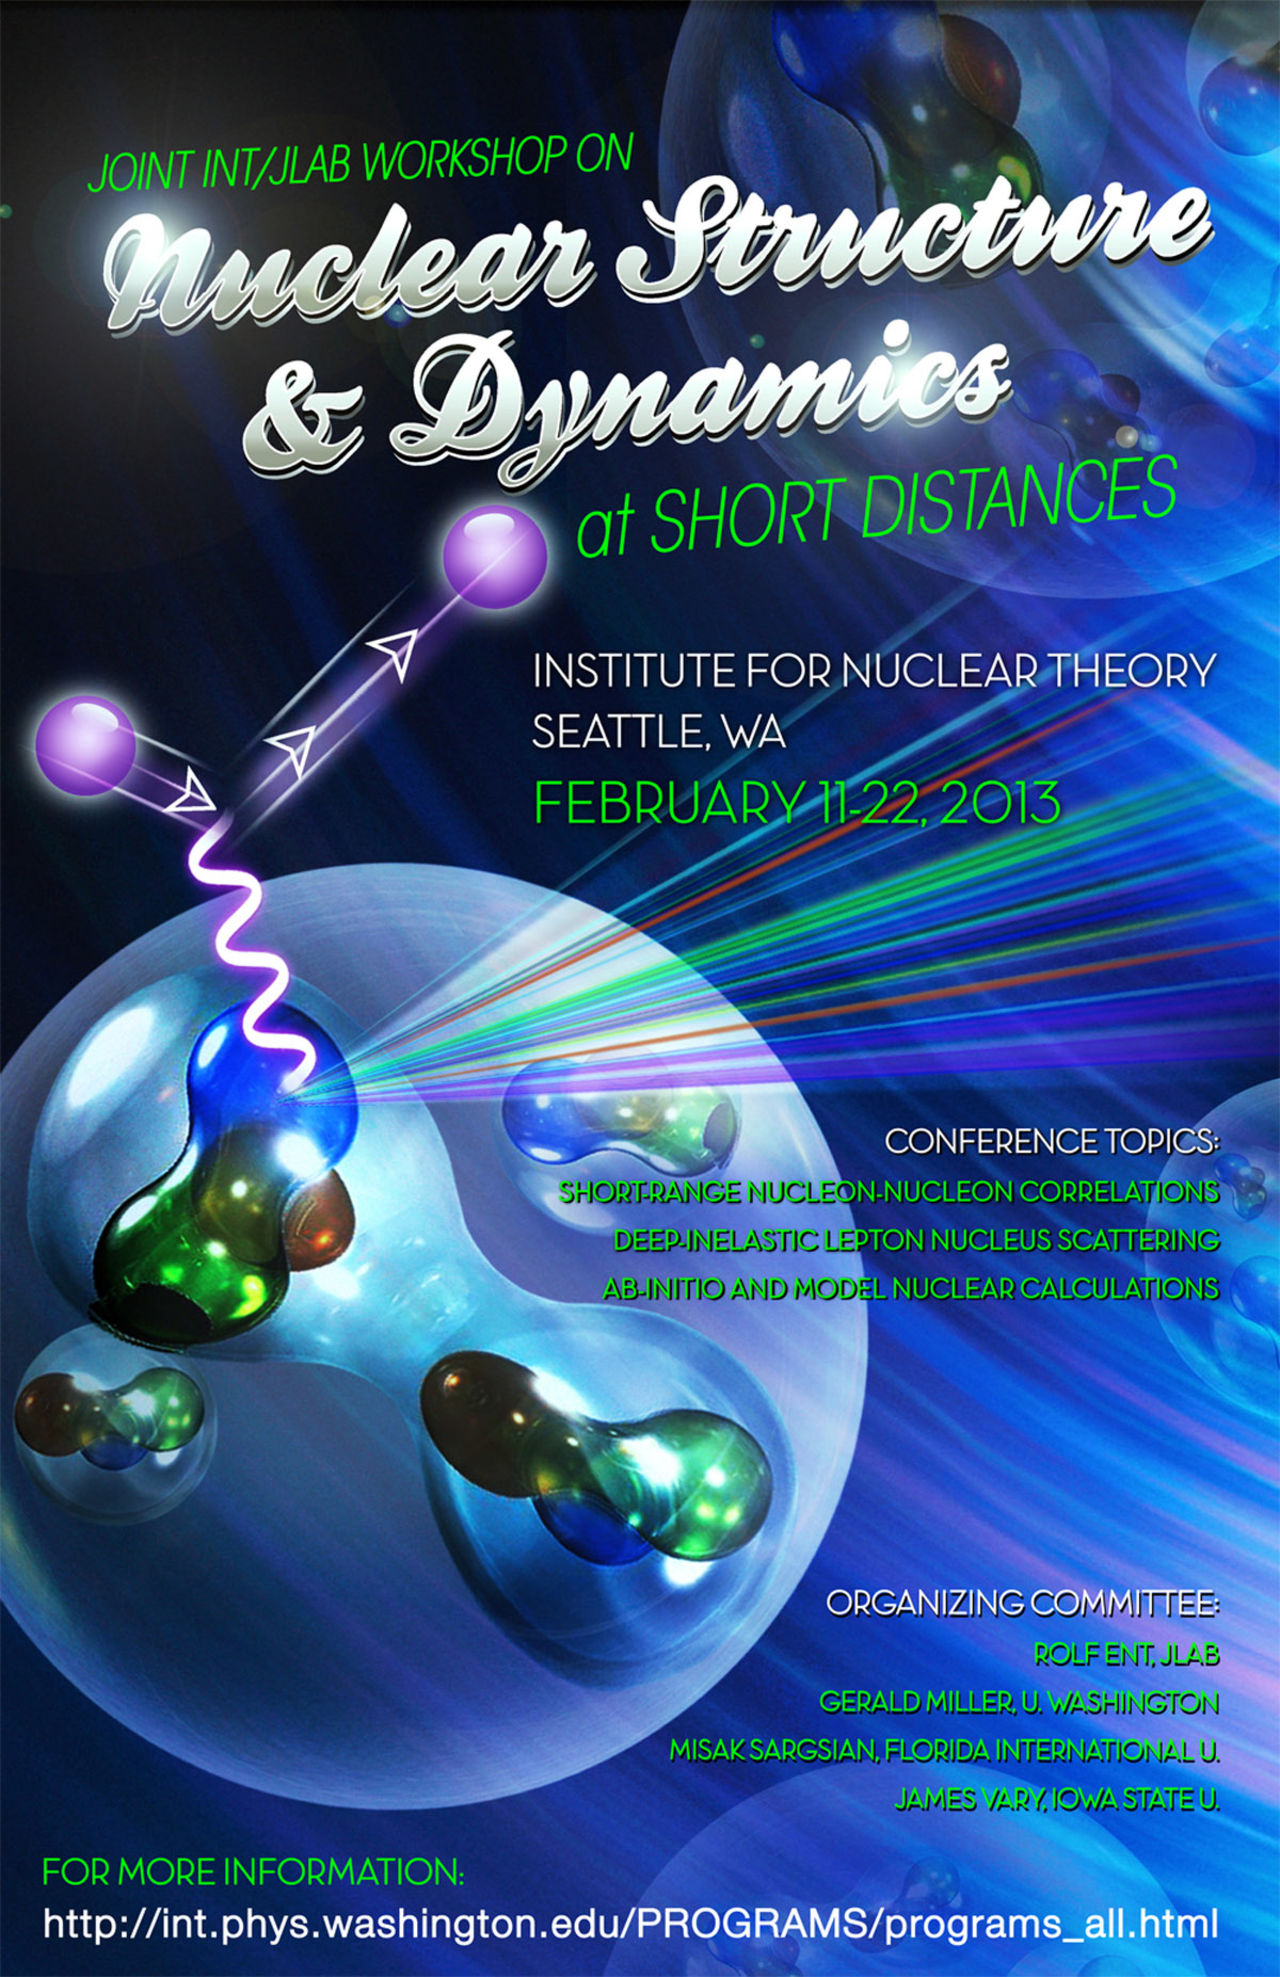 JOINT INT/JLAB WORKSHOP ON
Nuclear Structure
& Dynamics
at SHORT DISTANCES
INSTITUTE FOR NUCLEAR THEORY
SEATTLE, WA
FEBRUARY 11-22, 2013
CONFERENCE TOPICS:
SHORT-RANGE NUCLEON-NUCLEON CORRELATIONS
DEEP-INELASTIC LEPTON NUCLEUS SCATTERING
AB-INITIO AND MODEL NUCLEAR CALCULATIONS
ORGANIZING COMMITTEE:
ROLF ENT, JLAB
GERALD MILLER, U. WASHINGTON
MISAK SARGSIAN, FLORIDA INTERNATIONAL U.
JAMES VARY, IOWA STATE U.
FOR MORE INFORMATION:
http://int.phys.washington.edu/PROGRAMS/programs_all.html